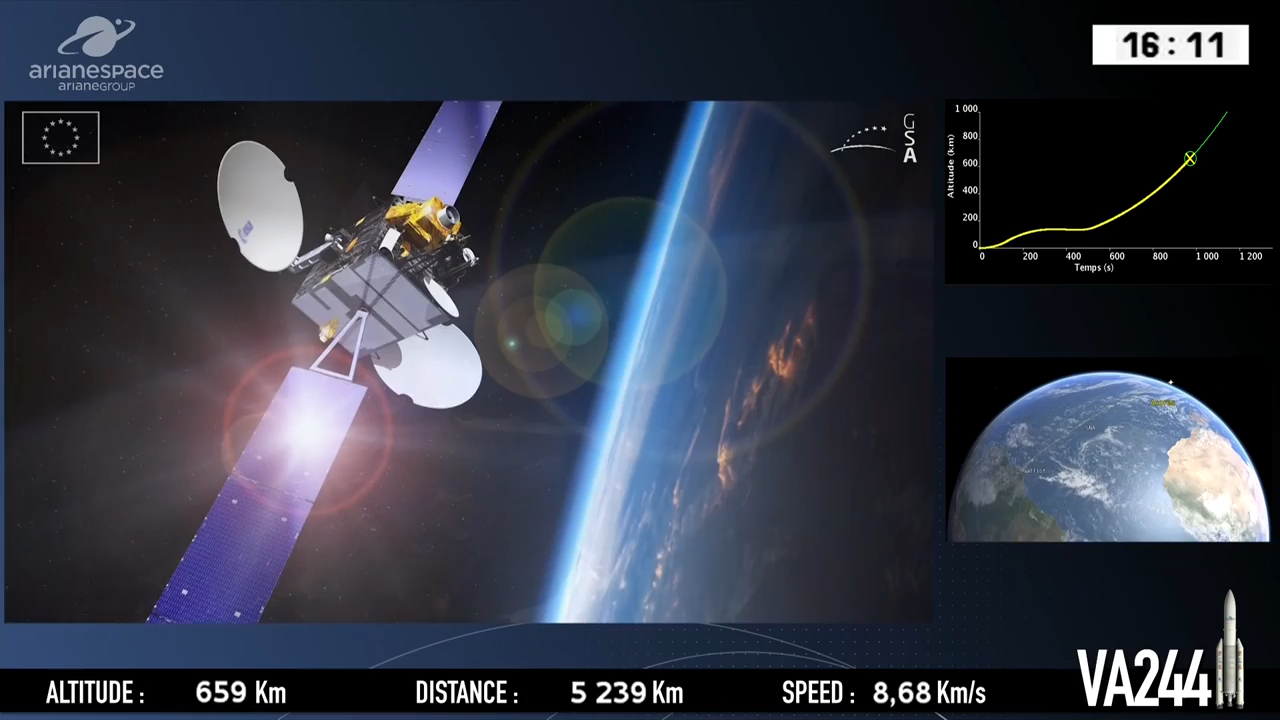 arianespace
arianeGROUP
16:11
GSA
esa
1 000
800
600
400
200
0
Altitude (km)
0 200 400 600 800 1 000 1 200
Temps (s)
VA244
ALTITUDE : 659 Km DISTANCE : 5 239 Km SPEED : 8,68 Km/s